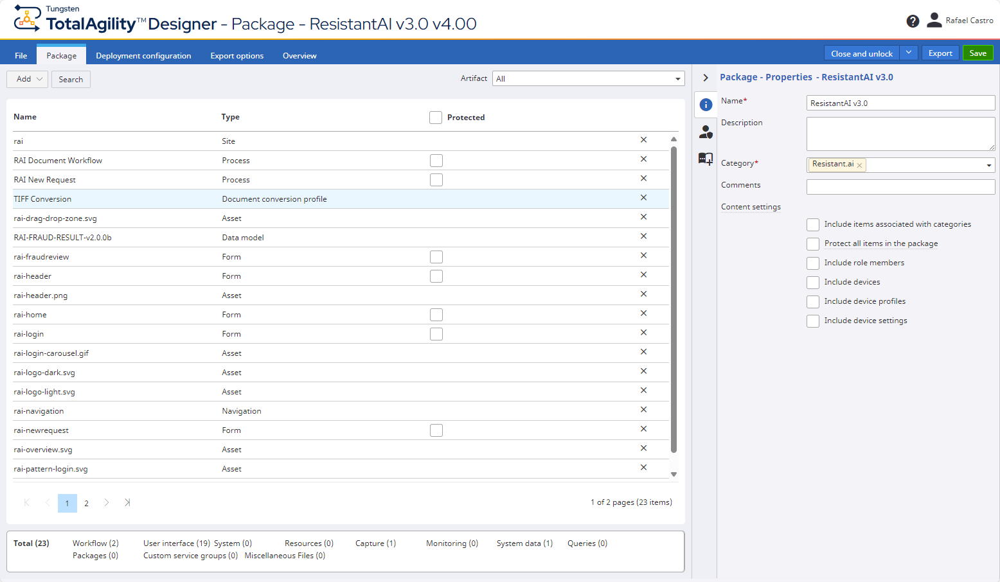 Tungsten
TotalAgility™ Designer - Package - ResistantAI v3.0 v4.00
Rafael Castro
File
Package
Deployment configuration
Export options
Overview
Close and unlock
Export
Save
Add
Search
Artifact
All
Name Type Protected
rai Site
RAI Document Workflow Process
RAI New Request Process
TIFF Conversion Document conversion profile
rai-drag-drop-zone.svg Asset
RAI-FRAUD-RESULT-v2.0.0b Data model
rai-fraudreview Form
rai-header Form
rai-header.png Asset
rai-home Form
rai-login Form
rai-login-carousel.gif Asset
rai-logo-dark.svg Asset
rai-logo-light.svg Asset
rai-navigation Navigation
rai-newrequest Form
rai-overview.svg Asset
rai-pattern-login.svg Asset
1 2
1 of 2 pages (23 items)
Total (23) Workflow (2) User interface (19) System (0) Resources (0) Capture (1) Monitoring (0) System data (1) Queries (0)
Packages (0) Custom service groups (0) Miscellaneous Files (0)
Package - Properties - ResistantAI v3.0
Name* ResistantAI v3.0
Description
Category* Resistant.ai
Comments
Content settings
Include items associated with categories
Protect all items in the package
Include role members
Include devices
Include device profiles
Include device settings